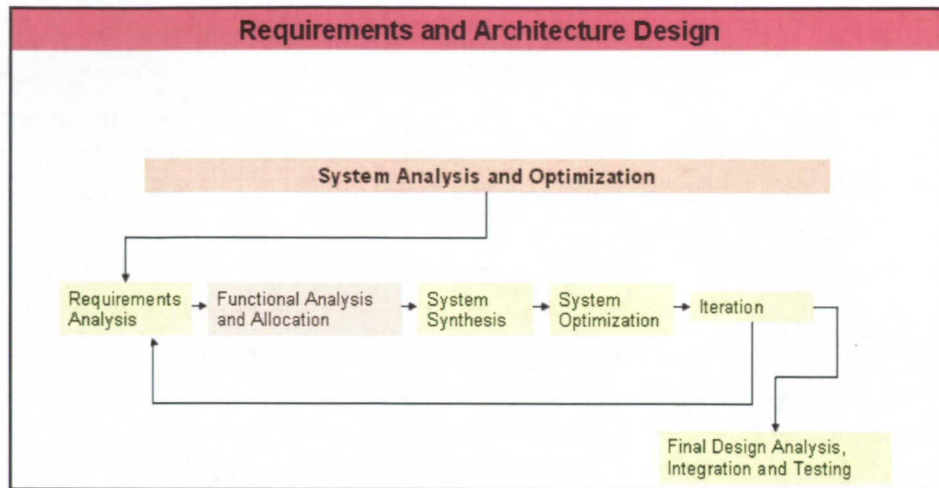 Requirements and Architecture Design
System Analysis and Optimization
Requirements
Analysis
Functional Analysis
and Allocation
System
Synthesis
System
Optimization
Iteration
Final Design Analysis,
Integration and Testing